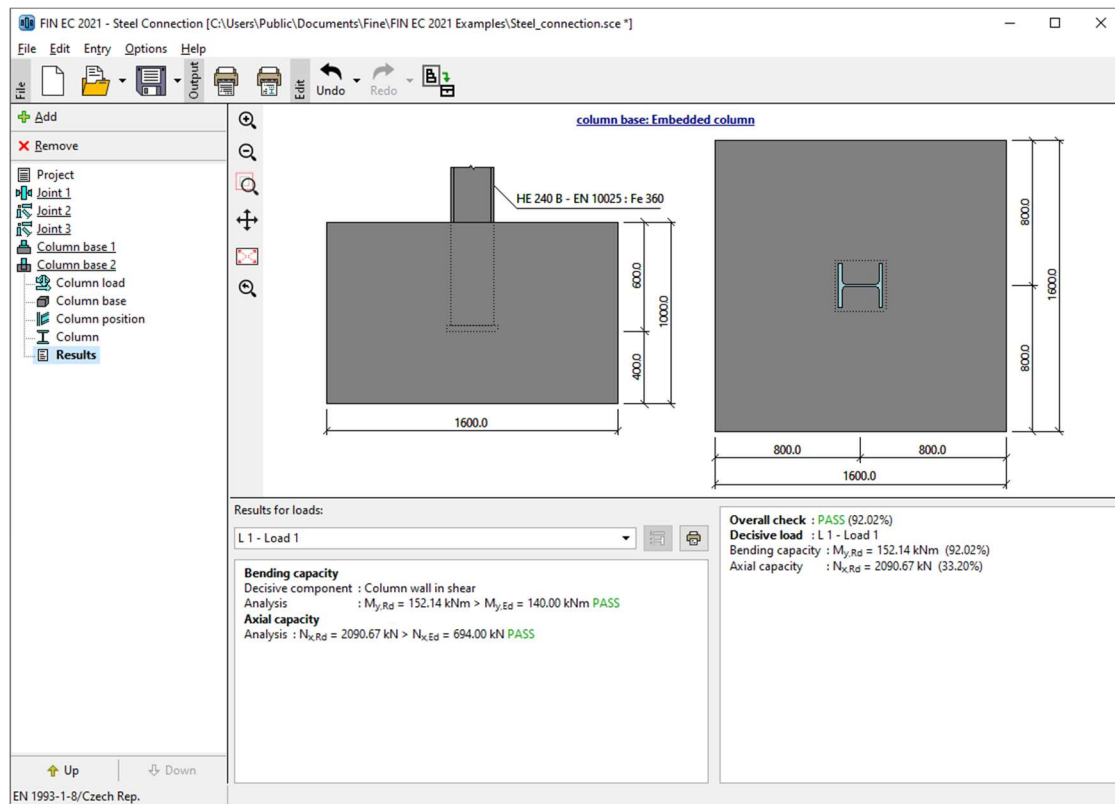 FIN EC 2021 - Steel Connection [C:\Users\Public\Documents\Fine\FIN EC 2021 Examples\Steel_connection.sce *]
File Edit Entry Options Help
File
Output
Edit
Undo
Redo
Add
Remove
Project
Joint 1
Joint 2
Joint 3
Column base 1
Column base 2
Column load
Column base
Column position
Column
Results
Up
Down
EN 1993-1-8/Czech Rep.
column base: Embedded column
HE 240 B - EN 10025 : Fe 360
600.0
400.0
1000.0
1600.0
800.0
800.0
1600.0
800.0
800.0
1600.0
Results for loads:
L 1 - Load 1
Bending capacity
Decisive component : Column wall in shear
Analysis : My,Rd = 152.14 kNm > My,Ed = 140.00 kNm PASS
Axial capacity
Analysis : Nx,Rd = 2090.67 kN > Nx,Ed = 694.00 kN PASS
Overall check : PASS (92.02%)
Decisive load : L 1 - Load 1
Bending capacity : My,Rd = 152.14 kNm (92.02%)
Axial capacity : Nx,Rd = 2090.67 kN (33.20%)